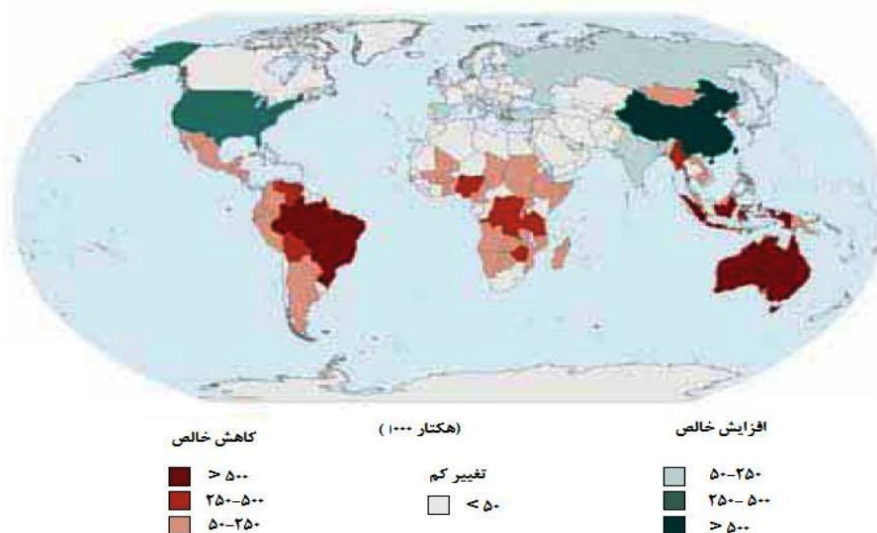 (هکتار ۱۰۰۰)
افزایش خالص
۵۰-۲۵۰
۲۵۰-۵۰۰
> ۵۰۰
تغییر کم
< ۵۰
کاهش خالص
> ۵۰۰
۲۵۰-۵۰۰
۵۰-۲۵۰